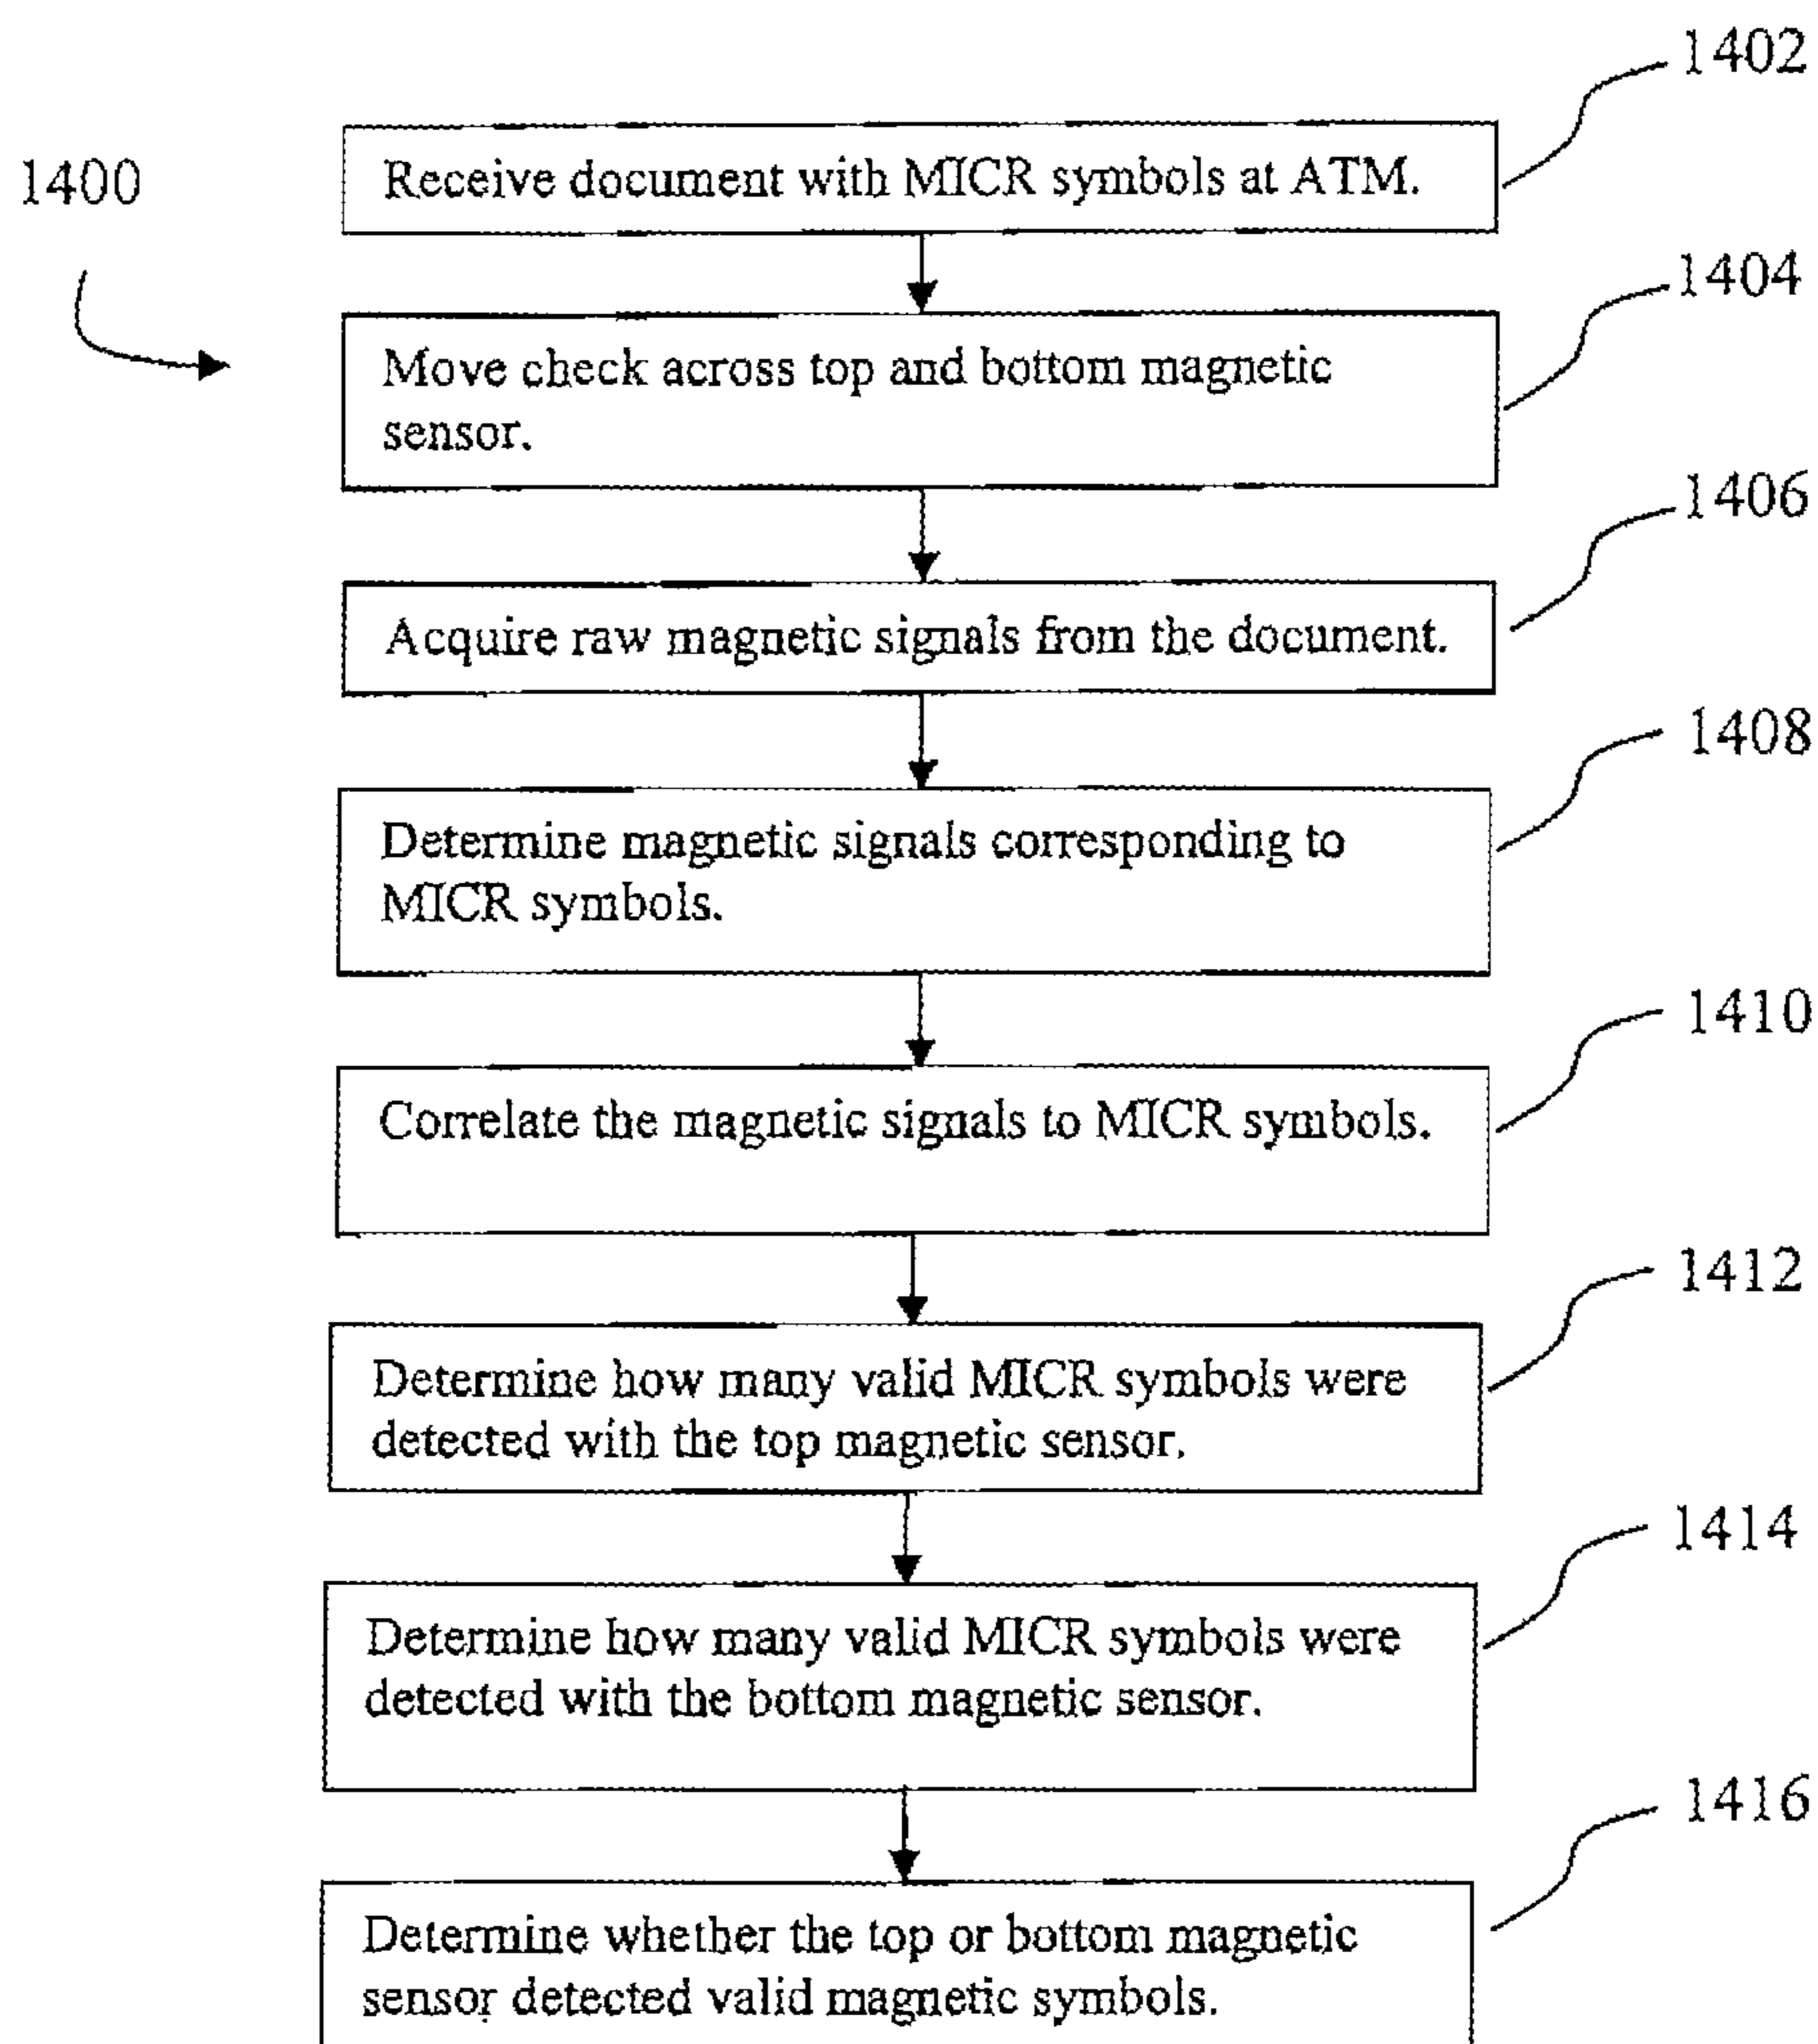 1402
1400
Receive document with MICR symbols at ATM.
1404
Move check across top and bottom magnetic
sensor.
1406
Acquire raw magnetic signals from the document.
1408
Determine magnetic signals corresponding to
MICR symbols.
1410
Correlate the magnetic signals to MICR symbols.
1412
Determine how many valid MICR symbols were
detected with the top magnetic sensor.
1414
Determine how many valid MICR symbols were
detected with the bottom magnetic sensor.
1416
Determine whether the top or bottom magnetic
sensor detected valid magnetic symbols.